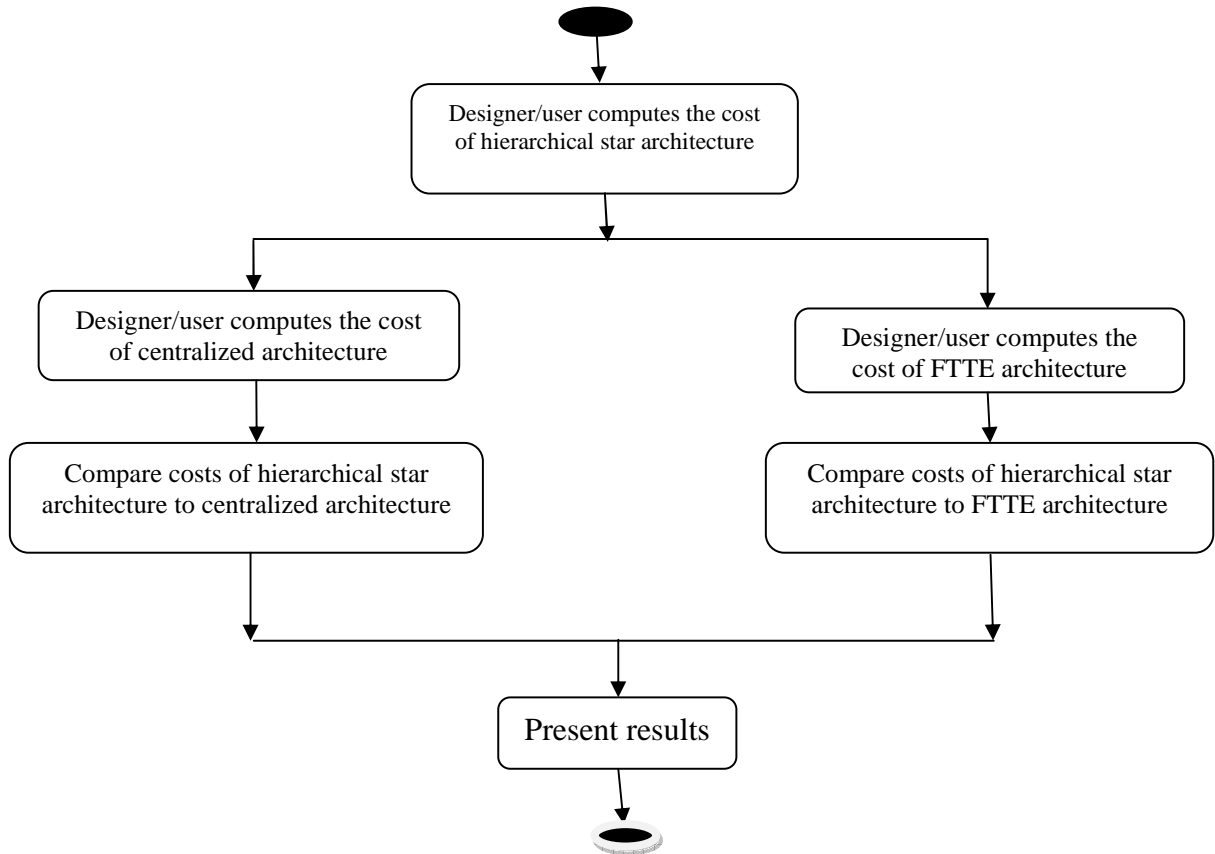 Designer/user computes the cost
of hierarchical star architecture
Designer/user computes the cost
of centralized architecture
Designer/user computes the
cost of FTTE architecture
Compare costs of hierarchical star
architecture to centralized architecture
Compare costs of hierarchical star
architecture to FTTE architecture
Present results